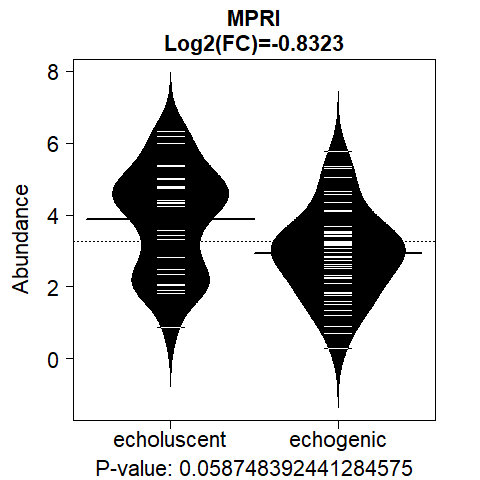 MPRI
Log2(FC)=-0.8323
8
6
4
2
0
Abundance
echoluscent echogenic
P-value: 0.058748392441284575